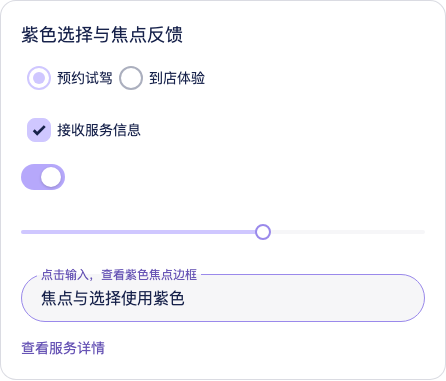 紫色选择与焦点反馈
预约试驾 到店体验
接收服务信息
点击输入，查看紫色焦点边框
焦点与选择使用紫色
查看服务详情